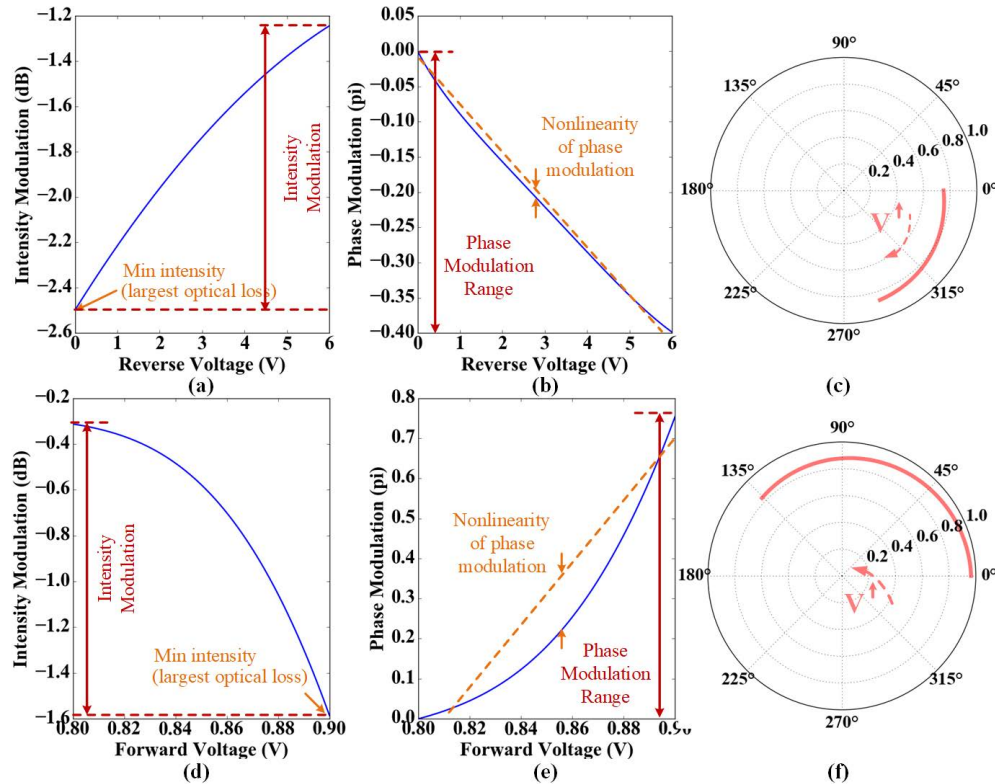 −1.2
−1.4
−1.6
−1.8
−2.0
−2.2
−2.4
−2.6
Intensity Modulation (dB)
Intensity
Modulation
Min intensity
(largest optical loss)
0 1 2 3 4 5 6
Reverse Voltage (V)
(a)
0.05
0.00
−0.05
−0.10
−0.15
−0.20
−0.25
−0.30
−0.35
−0.40
Phase Modulation (pi)
Nonlinearity
of phase
modulation
Phase
Modulation
Range
0 1 2 3 4 5 6
Reverse Voltage (V)
(b)
90°
135° 45°
1.0
0.8
0.6
0.4
0.2
180° 0°
V
225° 315°
270°
(c)
−0.2
−0.4
−0.6
−0.8
−1.0
−1.2
−1.4
−1.6
Intensity Modulation (dB)
Intensity
Modulation
Min intensity
(largest optical loss)
0.80 0.82 0.84 0.86 0.88 0.90
Forward Voltage (V)
(d)
0.8
0.7
0.6
0.5
0.4
0.3
0.2
0.1
0.0
Phase Modulation (pi)
Nonlinearity
of phase
modulation
Phase
Modulation
Range
0.80 0.82 0.84 0.86 0.88 0.90
Forward Voltage (V)
(e)
90°
135° 45°
1.0
0.8
0.6
0.4
0.2
180° 0°
V
225° 315°
270°
(f)